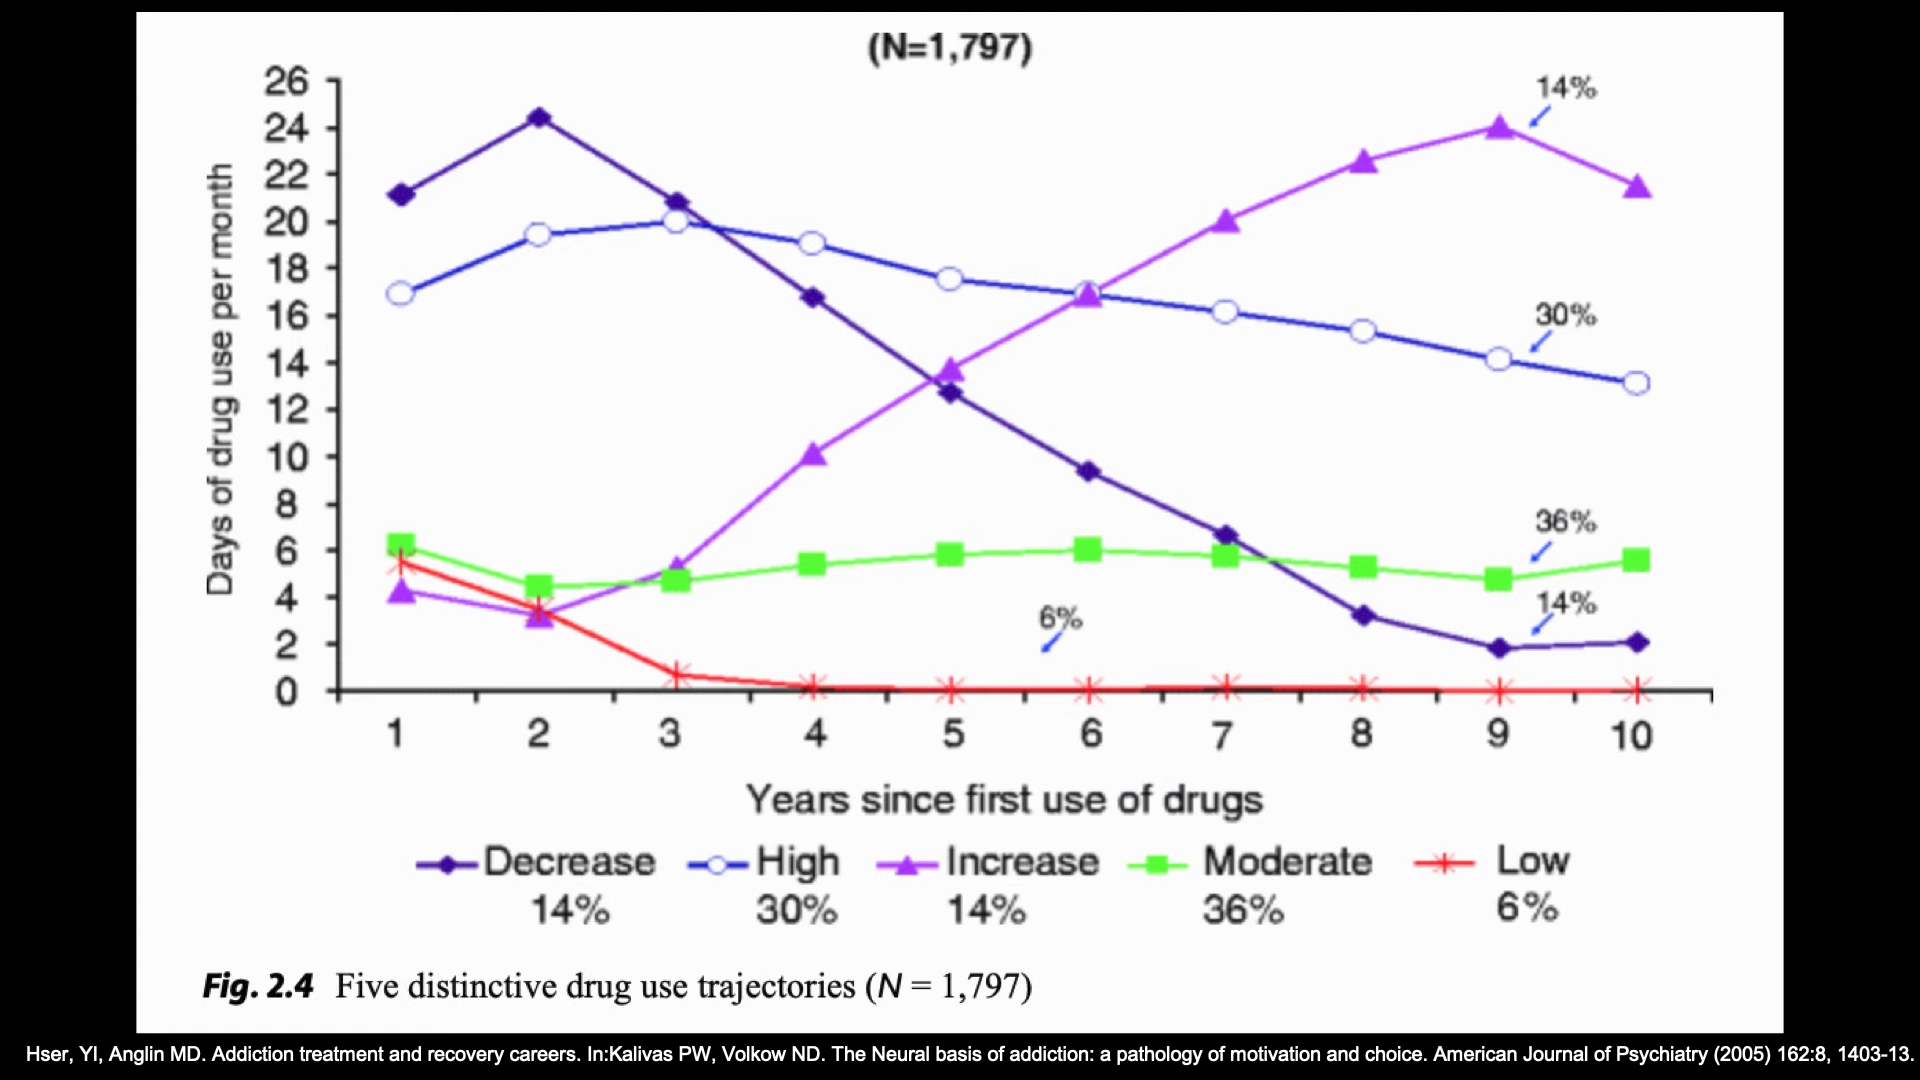 (N=1,797)
26
24
22
20
18
16
14
12
10
8
6
4
2
0
Days of drug use per month
14%
30%
36%
14%
6%
1 2 3 4 5 6 7 8 9 10
Years since first use of drugs
Decrease High Increase Moderate Low
14% 30% 14% 36% 6%
Fig. 2.4 Five distinctive drug use trajectories (N = 1,797)
Hser, YI, Anglin MD. Addiction treatment and recovery careers. In:Kalivas PW, Volkow ND. The Neural basis of addiction: a pathology of motivation and choice. American Journal of Psychiatry (2005) 162:8, 1403-13.